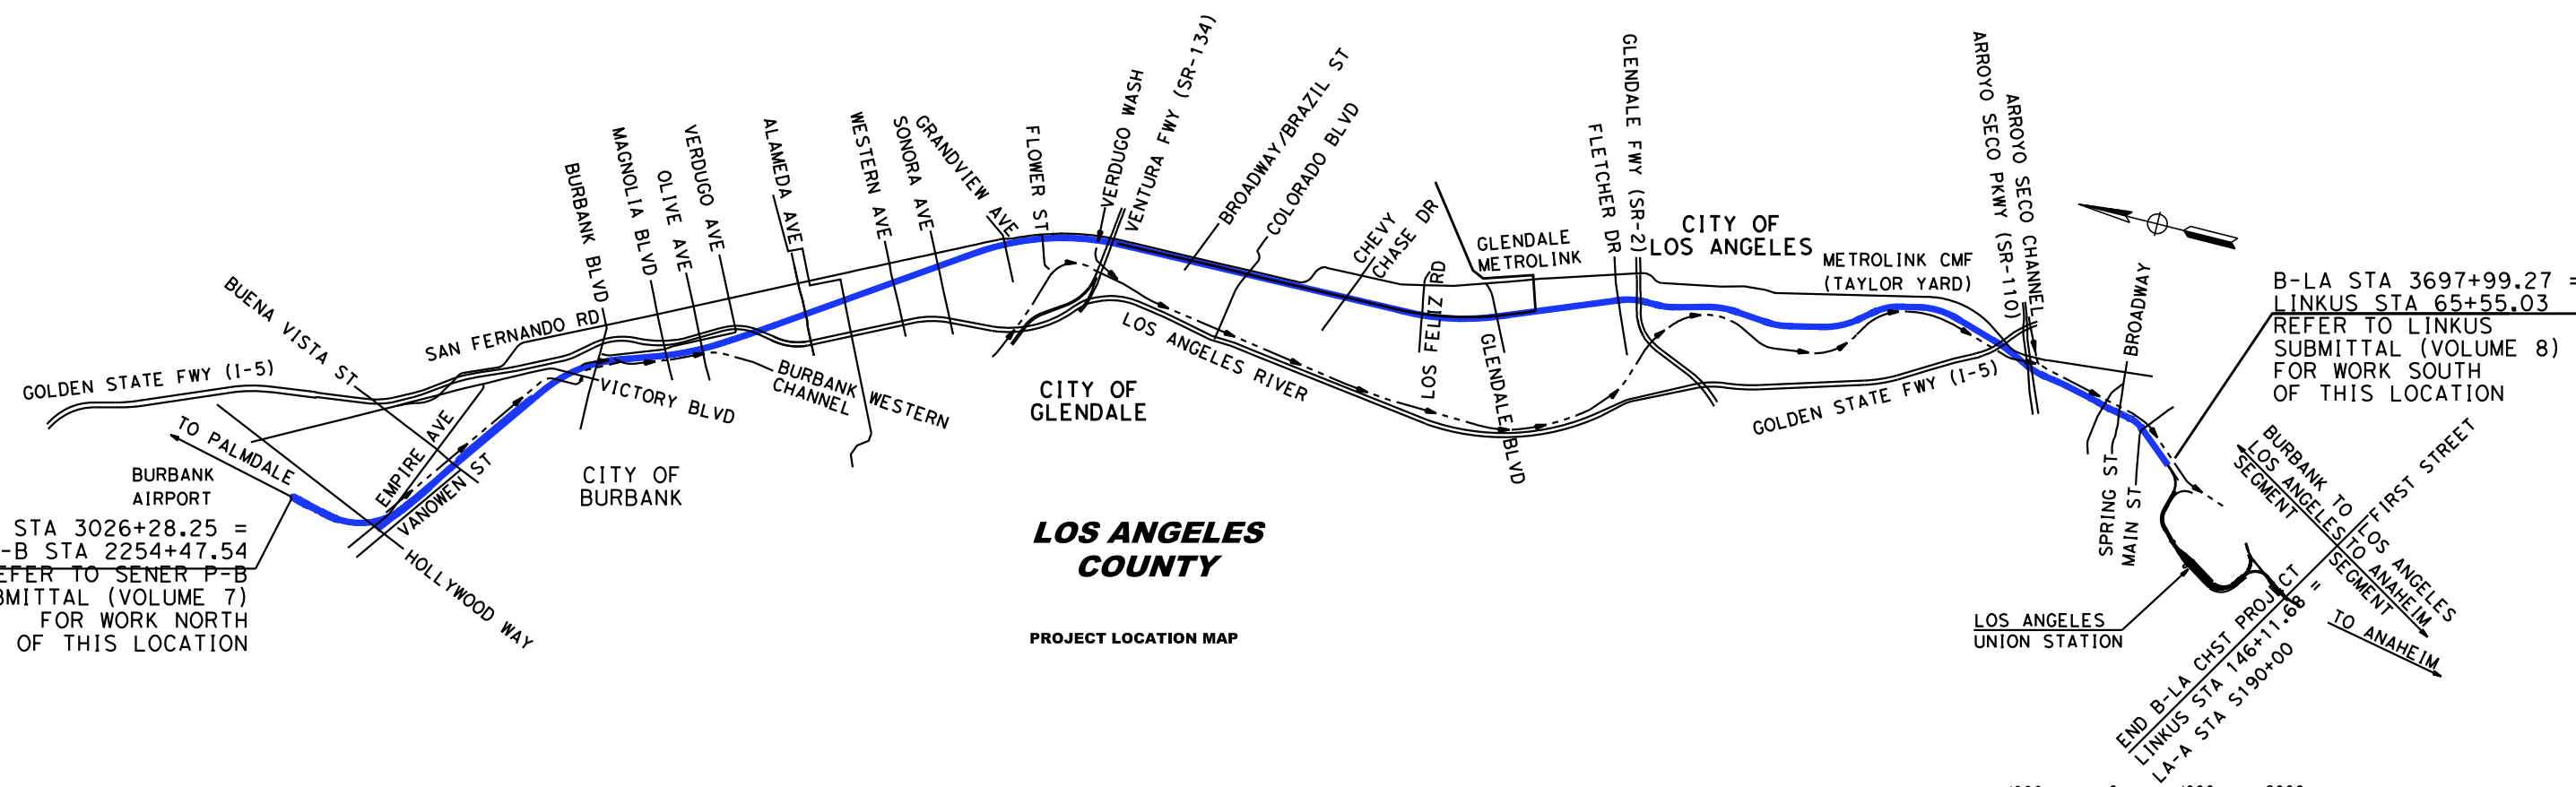 GOLDEN STATE FWY (I-5)
BUENA VISTA ST
SAN FERNANDO RD
TO PALMDALE
BURBANK
AIRPORT
STA 3026+28.25 =
-B STA 2254+47.54
REFER TO SENER P-B
SUBMITTAL (VOLUME 7)
FOR WORK NORTH
OF THIS LOCATION
EMPIRE AVE
VANOWEN ST
HOLLYWOOD WAY
BURBANK BLVD
MAGNOLIA BLVD
OLIVE AVE
VERDUGO AVE
ALAMEDA AVE
WESTERN AVE
SONORA AVE
GRANDVIEW AVE
FLOWER ST
VERDUGO WASH
VENTURA FWY (SR-134)
BROADWAY/BRAZIL ST
COLORADO BLVD
VICTORY BLVD
BURBANK WESTERN
CHANNEL
CITY OF
BURBANK
CITY OF
GLENDALE
LOS ANGELES RIVER
CHEVY
CHASE DR
LOS FELIZ RD
GLENDALE
METROLINK
GLENDALE BLVD
FLETCHER DR
GLENDALE FWY (SR-2)
CITY OF
LOS ANGELES
METROLINK CMF
(TAYLOR YARD)
GOLDEN STATE FWY (I-5)
ARROYO SECO PKWY (SR-110)
ARROYO SECO CHANNEL
BROADWAY
SPRING ST
MAIN ST
B-LA STA 3697+99.27 =
LINKUS STA 65+55.03
REFER TO LINKUS
SUBMITTAL (VOLUME 8)
FOR WORK SOUTH
OF THIS LOCATION
BURBANK TO LOS ANGELES
SEGMENT
LOS ANGELES TO ANAHEIM
SEGMENT
FIRST STREET
TO ANAHEIM
LOS ANGELES
UNION STATION
END B-LA CHST PROJECT
LINKUS STA 146+11.68 =
LA-A STA S190+00
LOS ANGELES
COUNTY
PROJECT LOCATION MAP